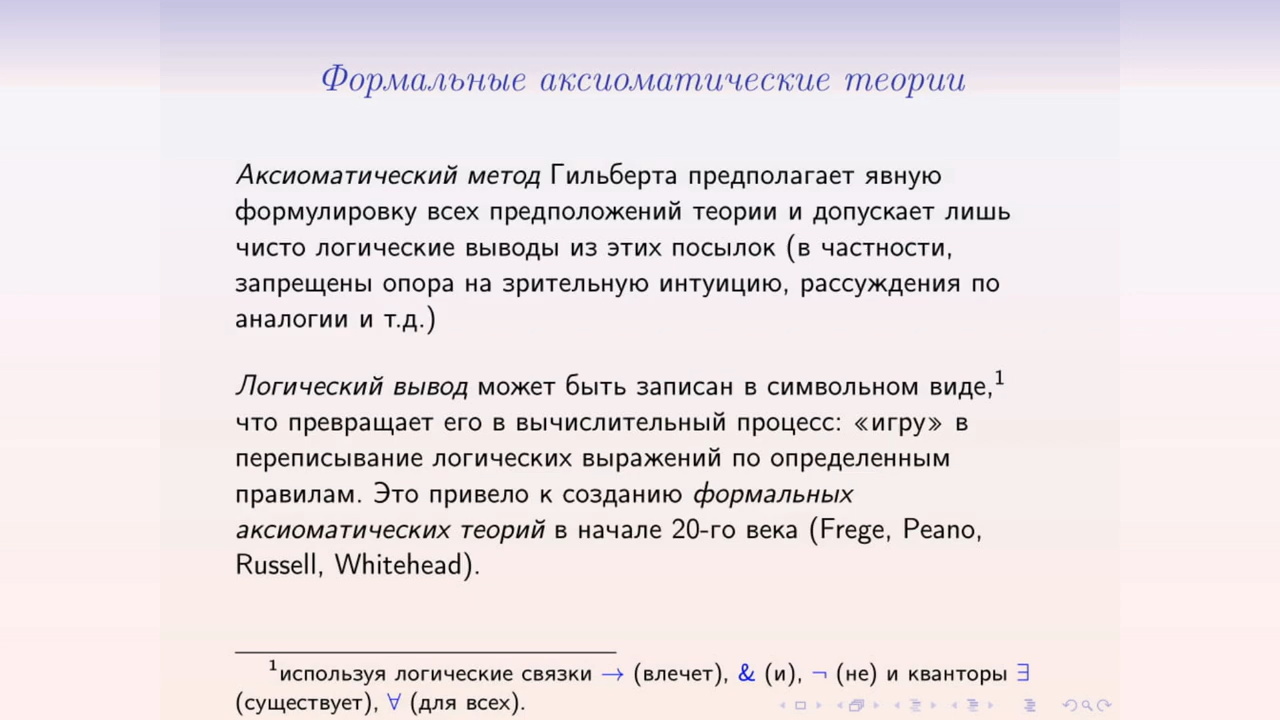 Формальные аксиоматические теории
Аксиоматический метод Гильберта предполагает явную
формулировку всех предположений теории и допускает лишь
чисто логические выводы из этих посылок (в частности,
запрещены опора на зрительную интуицию, рассуждения по
аналогии и т.д.)
Логический вывод может быть записан в символьном виде,¹
что превращает его в вычислительный процесс: «игру» в
переписывание логических выражений по определенным
правилам. Это привело к созданию формальных
аксиоматических теорий в начале 20-го века (Frege, Peano,
Russell, Whitehead).
¹используя логические связки → (влечет), & (и), ¬ (не) и кванторы ∃
(существует), ∀ (для всех).